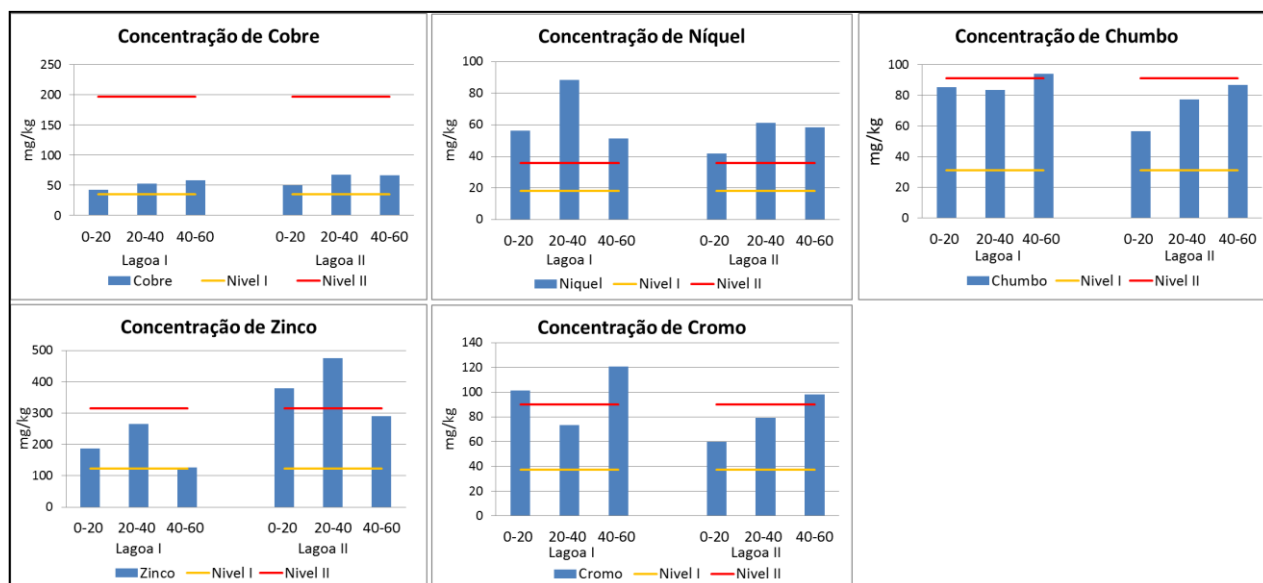 Concentração de Cobre
250
200
150
100
50
0
mg/kg
0-20 20-40 40-60 0-20 20-40 40-60
Lagoa I Lagoa II
Cobre Nivel I Nivel II
Concentração de Níquel
100
80
60
40
20
0
mg/kg
0-20 20-40 40-60 0-20 20-40 40-60
Lagoa I Lagoa II
Niquel Nivel I Nivel II
Concentração de Chumbo
100
80
60
40
20
0
mg/kg
0-20 20-40 40-60 0-20 20-40 40-60
Lagoa I Lagoa II
Chumbo Nivel I Nivel II
Concentração de Zinco
500
400
300
200
100
0
mg/kg
0-20 20-40 40-60 0-20 20-40 40-60
Lagoa I Lagoa II
Zinco Nivel I Nivel II
Concentração de Cromo
140
120
100
80
60
40
20
0
mg/kg
0-20 20-40 40-60 0-20 20-40 40-60
Lagoa I Lagoa II
Cromo Nivel I Nivel II